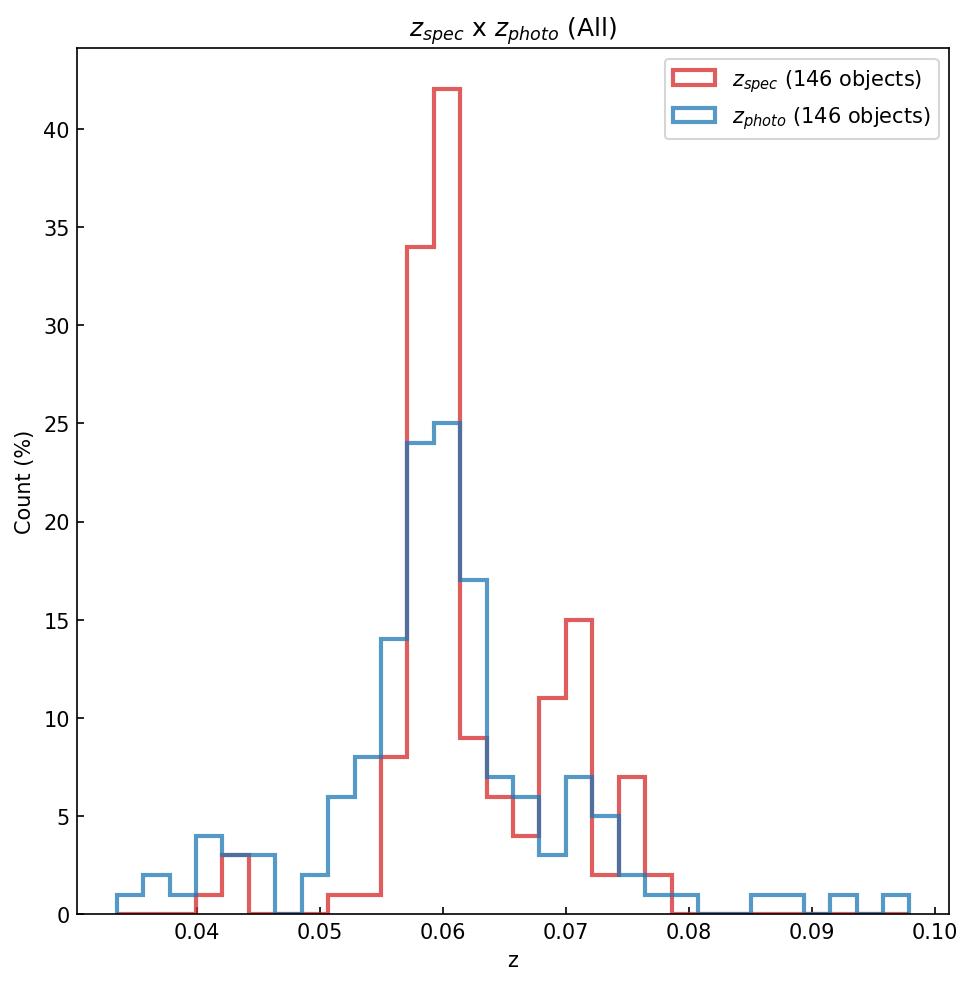 z_spec x z_photo (All)
z_spec (146 objects)
z_photo (146 objects)
Count (%)
40
35
30
25
20
15
10
5
0
0.04 0.05 0.06 0.07 0.08 0.09 0.10
z